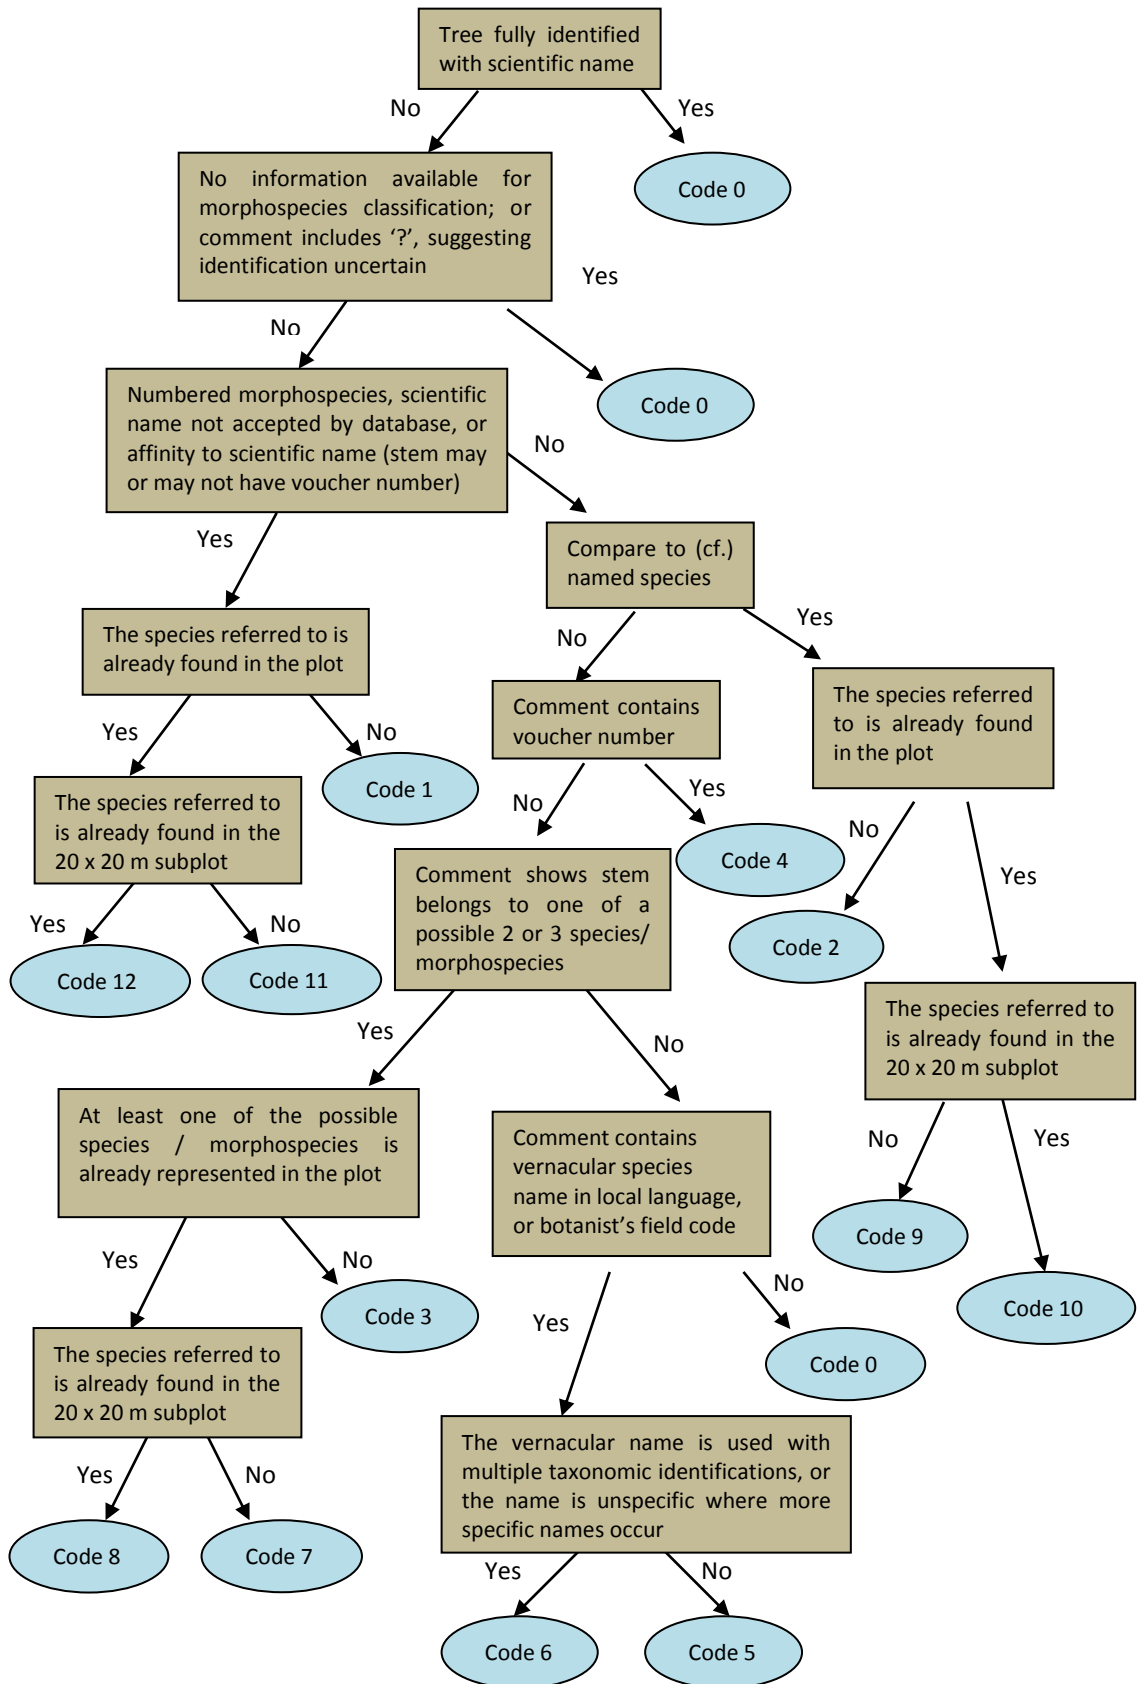 Tree fully identified
with scientific name
No
Yes
Code 0
No information available for
morphospecies classification; or
comment includes ‘?’, suggesting
identification uncertain
Yes
No
Code 0
Numbered morphospecies, scientific
name not accepted by database, or
affinity to scientific name (stem may
or may not have voucher number)
No
Yes
Compare to (cf.)
named species
Yes
No
The species referred to is
already found in the plot
Comment contains
voucher number
The species referred
to is already found
in the plot
Yes
No
Code 1
The species referred to
is already found in the
20 x 20 m subplot
No
Yes
Code 4
No
Yes
Code 2
Comment shows stem
belongs to one of a
possible 2 or 3 species/
morphospecies
Yes
No
Code 12
Code 11
The species referred to
is already found in the
20 x 20 m subplot
Yes
No
At least one of the possible
species / morphospecies is
already represented in the plot
Comment contains
vernacular species
name in local language,
or botanist’s field code
No
Yes
Code 9
Code 10
Yes
No
Code 3
Yes
No
Code 0
The species referred to
is already found in the
20 x 20 m subplot
Yes
No
Code 8
Code 7
The vernacular name is used with
multiple taxonomic identifications, or
the name is unspecific where more
specific names occur
Yes
No
Code 6
Code 5